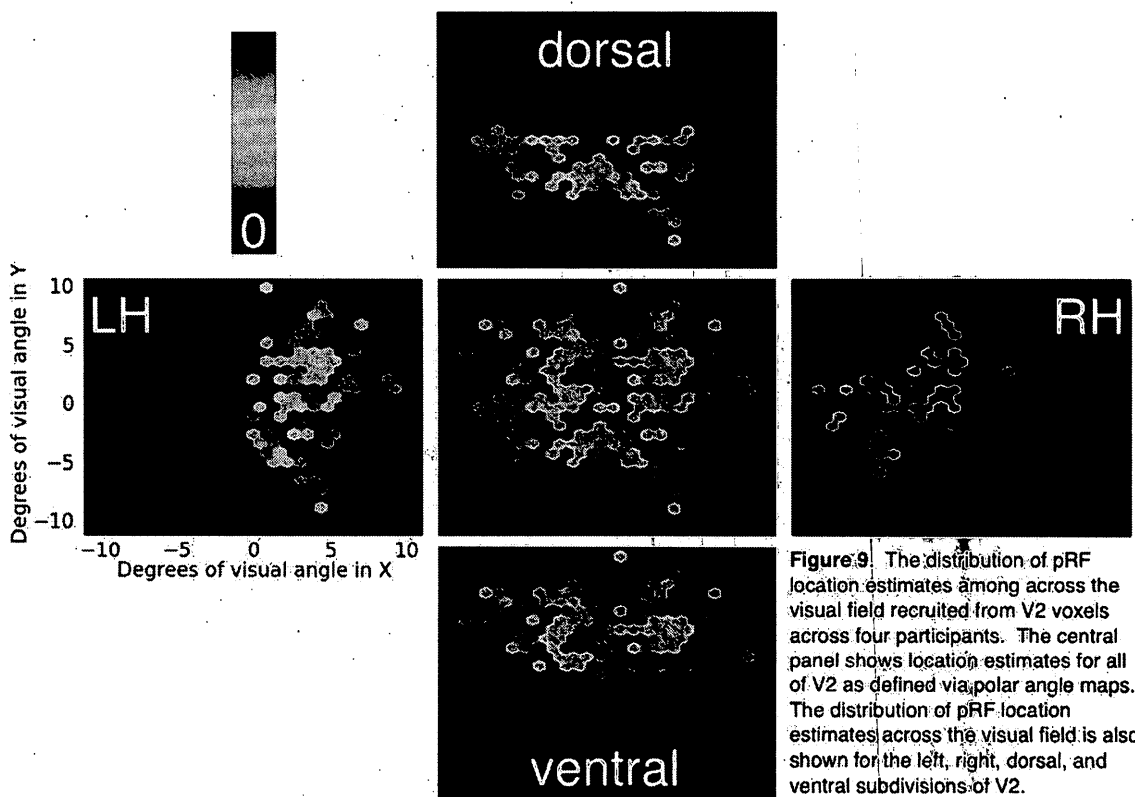 dorsal
0
10
5
0
−5
−10
Degrees of visual angle in Y
LH
RH
−10 −5 0 5 10
Degrees of visual angle in X
ventral
Figure 9. The distribution of pRF
location estimates among across the
visual field recruited from V2 voxels
across four participants. The central
panel shows location estimates for all
of V2 as defined via polar angle maps.
The distribution of pRF location
estimates across the visual field is also
shown for the left, right, dorsal, and
ventral subdivisions of V2.